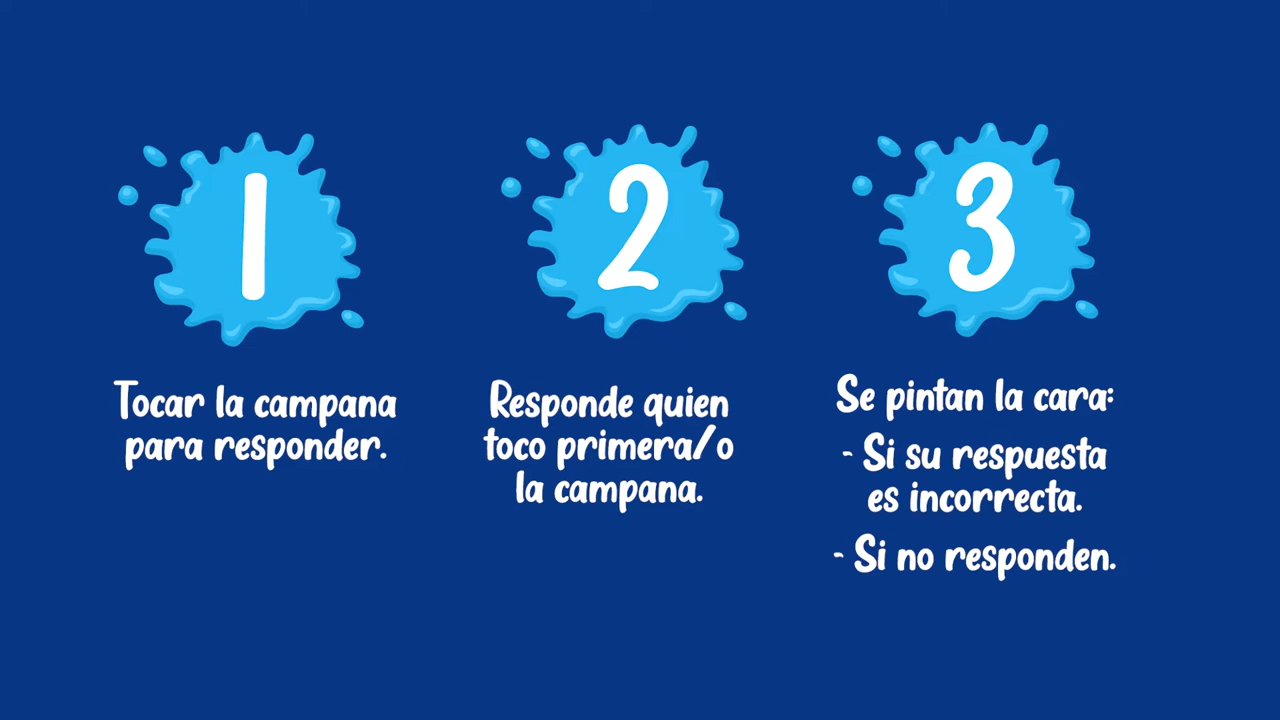 1
Tocar la campana
para responder.
2
Responde quien
toco primera/o
la campana.
3
Se pintan la cara:
- Si su respuesta
es incorrecta.
- Si no responden.